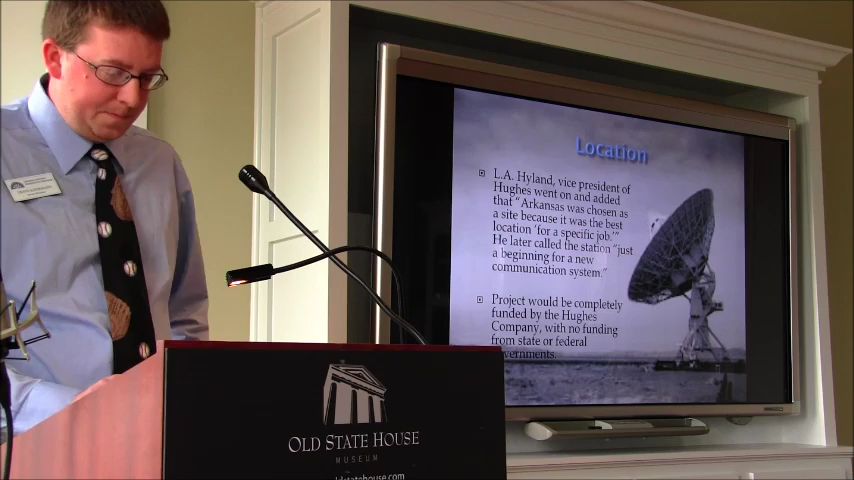 Location
L.A. Hyland, vice president of
Hughes went on and added
that "Arkansas was chosen as
a site because it was the best
location 'for a specific job.'"
He later called the station "just
a beginning for a new
communication system."
Project would be completely
funded by the Hughes
Company, with no funding
from state or federal
governments.
OLD STATE HOUSE
MUSEUM
ldstatehouse.com